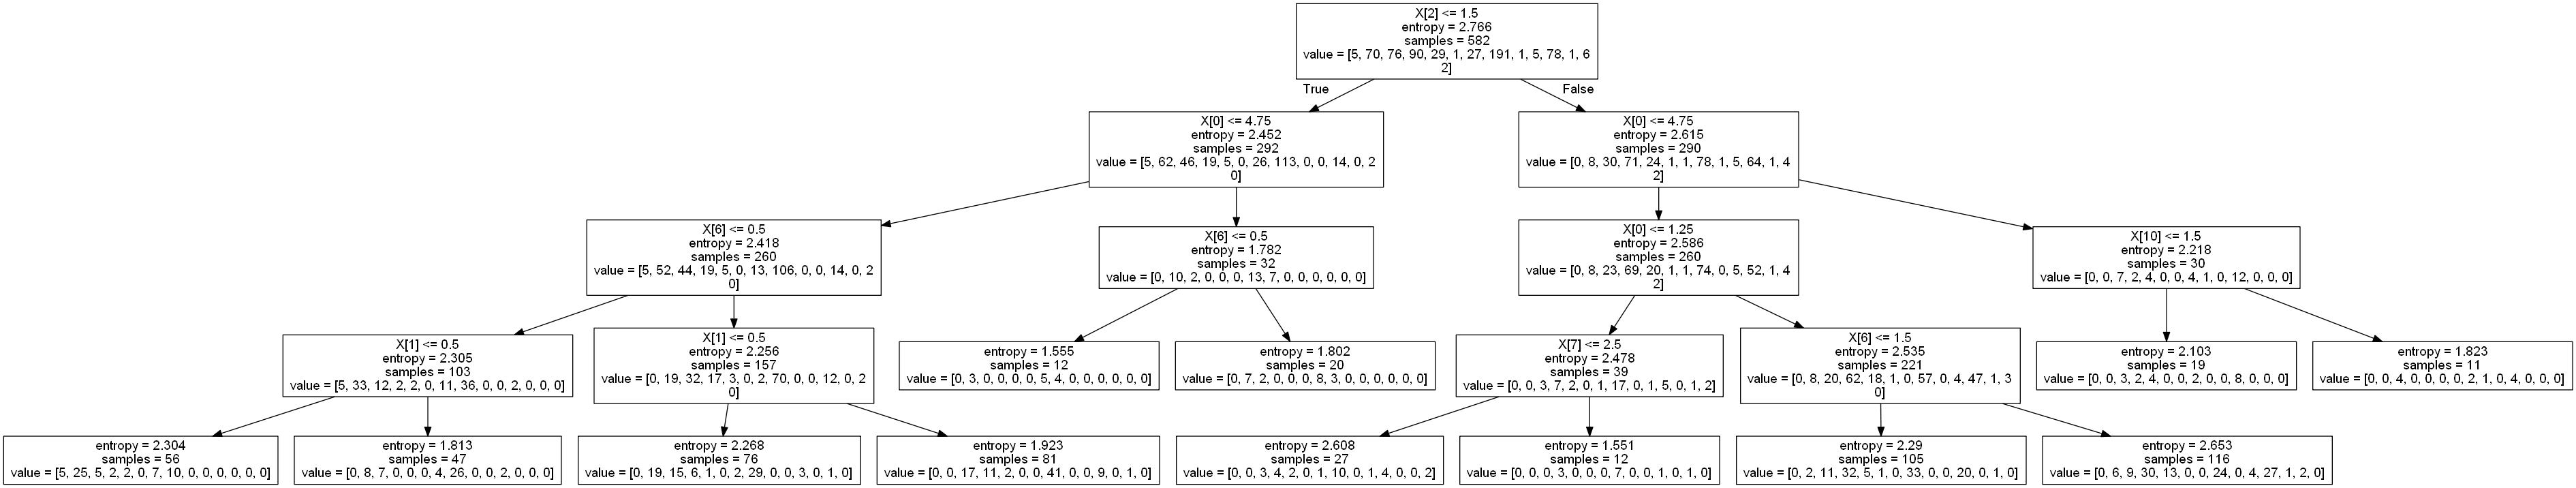 X[2] <= 1.5
entropy = 2.766
samples = 582
value = [5, 70, 76, 90, 29, 1, 27, 191, 1, 5, 78, 1, 6
2]
True
False
X[0] <= 4.75
entropy = 2.452
samples = 292
value = [5, 62, 46, 19, 5, 0, 26, 113, 0, 0, 14, 0, 2
0]
X[0] <= 4.75
entropy = 2.615
samples = 290
value = [0, 8, 30, 71, 24, 1, 1, 78, 1, 5, 64, 1, 4
2]
X[6] <= 0.5
entropy = 2.418
samples = 260
value = [5, 52, 44, 19, 5, 0, 13, 106, 0, 0, 14, 0, 2
0]
X[6] <= 0.5
entropy = 1.782
samples = 32
value = [0, 10, 2, 0, 0, 0, 13, 7, 0, 0, 0, 0, 0, 0]
X[0] <= 1.25
entropy = 2.586
samples = 260
value = [0, 8, 23, 69, 20, 1, 1, 74, 0, 5, 52, 1, 4
2]
X[10] <= 1.5
entropy = 2.218
samples = 30
value = [0, 0, 7, 2, 4, 0, 0, 4, 1, 0, 12, 0, 0, 0]
X[1] <= 0.5
entropy = 2.305
samples = 103
value = [5, 33, 12, 2, 2, 0, 11, 36, 0, 0, 2, 0, 0, 0]
X[1] <= 0.5
entropy = 2.256
samples = 157
value = [0, 19, 32, 17, 3, 0, 2, 70, 0, 0, 12, 0, 2
0]
entropy = 1.555
samples = 12
value = [0, 3, 0, 0, 0, 0, 5, 4, 0, 0, 0, 0, 0, 0]
entropy = 1.802
samples = 20
value = [0, 7, 2, 0, 0, 0, 8, 3, 0, 0, 0, 0, 0, 0]
X[7] <= 2.5
entropy = 2.478
samples = 39
value = [0, 0, 3, 7, 2, 0, 1, 17, 0, 1, 5, 0, 1, 2]
X[6] <= 1.5
entropy = 2.535
samples = 221
value = [0, 8, 20, 62, 18, 1, 0, 57, 0, 4, 47, 1, 3
0]
entropy = 2.103
samples = 19
value = [0, 0, 3, 2, 4, 0, 0, 2, 0, 0, 8, 0, 0, 0]
entropy = 1.823
samples = 11
value = [0, 0, 4, 0, 0, 0, 0, 2, 1, 0, 4, 0, 0, 0]
entropy = 2.304
samples = 56
value = [5, 25, 5, 2, 2, 0, 7, 10, 0, 0, 0, 0, 0, 0]
entropy = 1.813
samples = 47
value = [0, 8, 7, 0, 0, 0, 4, 26, 0, 0, 2, 0, 0, 0]
entropy = 2.268
samples = 76
value = [0, 19, 15, 6, 1, 0, 2, 29, 0, 0, 3, 0, 1, 0]
entropy = 1.923
samples = 81
value = [0, 0, 17, 11, 2, 0, 0, 41, 0, 0, 9, 0, 1, 0]
entropy = 2.608
samples = 27
value = [0, 0, 3, 4, 2, 0, 1, 10, 0, 1, 4, 0, 0, 2]
entropy = 1.551
samples = 12
value = [0, 0, 0, 3, 0, 0, 0, 7, 0, 0, 1, 0, 1, 0]
entropy = 2.29
samples = 105
value = [0, 2, 11, 32, 5, 1, 0, 33, 0, 0, 20, 0, 1, 0]
entropy = 2.653
samples = 116
value = [0, 6, 9, 30, 13, 0, 0, 24, 0, 4, 27, 1, 2, 0]